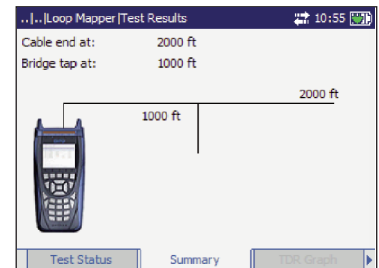 ..|..|Loop Mapper|Test Results 10:55
Cable end at: 2000 ft
Bridge tap at: 1000 ft
2000 ft
1000 ft
Test Status Summary TDR Graph